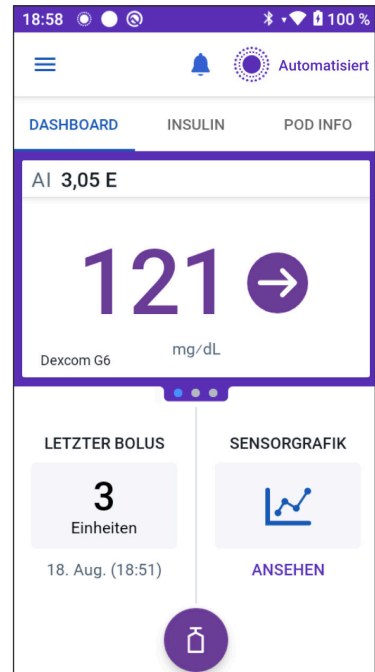 18:58 100 %
Automatisiert
DASHBOARD INSULIN POD INFO
AI 3,05 E
121
mg/dL
Dexcom G6
LETZTER BOLUS SENSORGRAFIK
3
Einheiten
18. Aug. (18:51) ANSEHEN